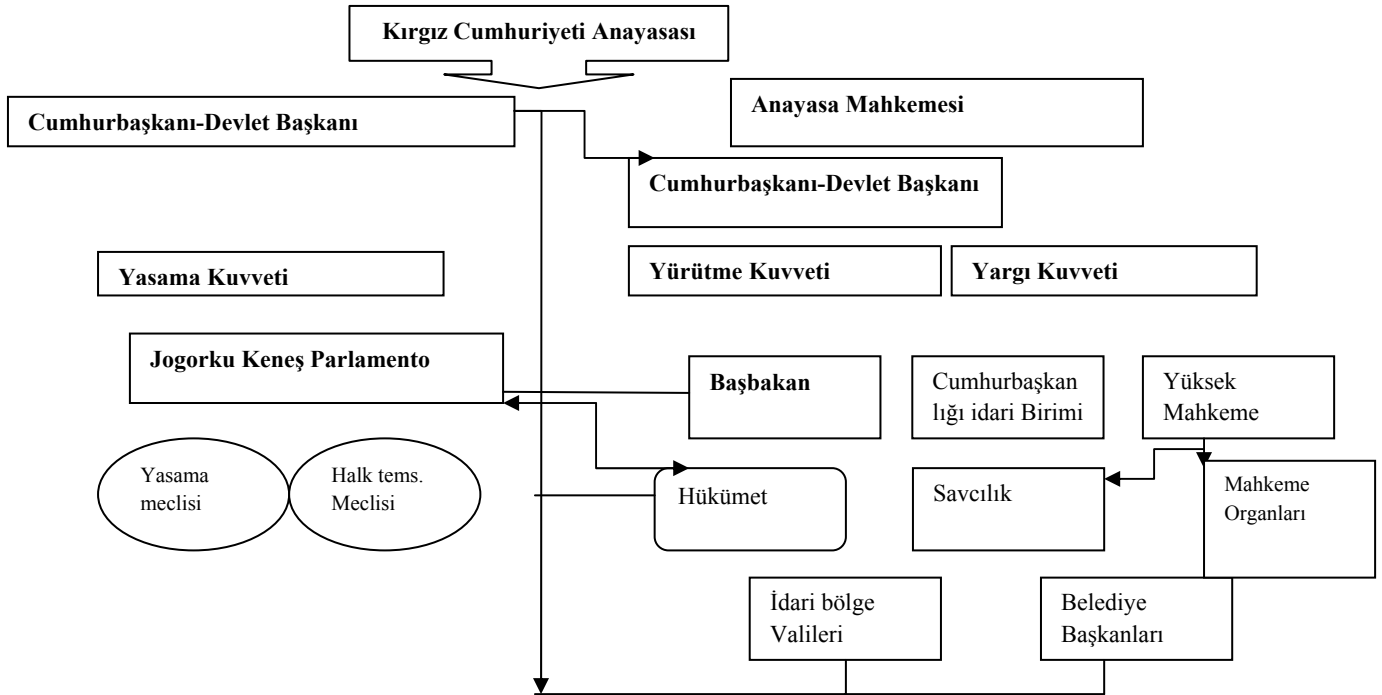 Kırgız Cumhuriyeti Anayasası
Cumhurbaşkanı-Devlet Başkanı
Anayasa Mahkemesi
Cumhurbaşkanı-Devlet Başkanı
Yasama Kuvveti
Yürütme Kuvveti
Yargı Kuvveti
Jogorku Keneş Parlamento
Başbakan
Cumhurbaşkan
lığı idari Birimi
Yüksek
Mahkeme
Yasama
meclisi
Halk tems.
Meclisi
Hükümet
Savcılık
Mahkeme
Organları
İdari bölge
Valileri
Belediye
Başkanları